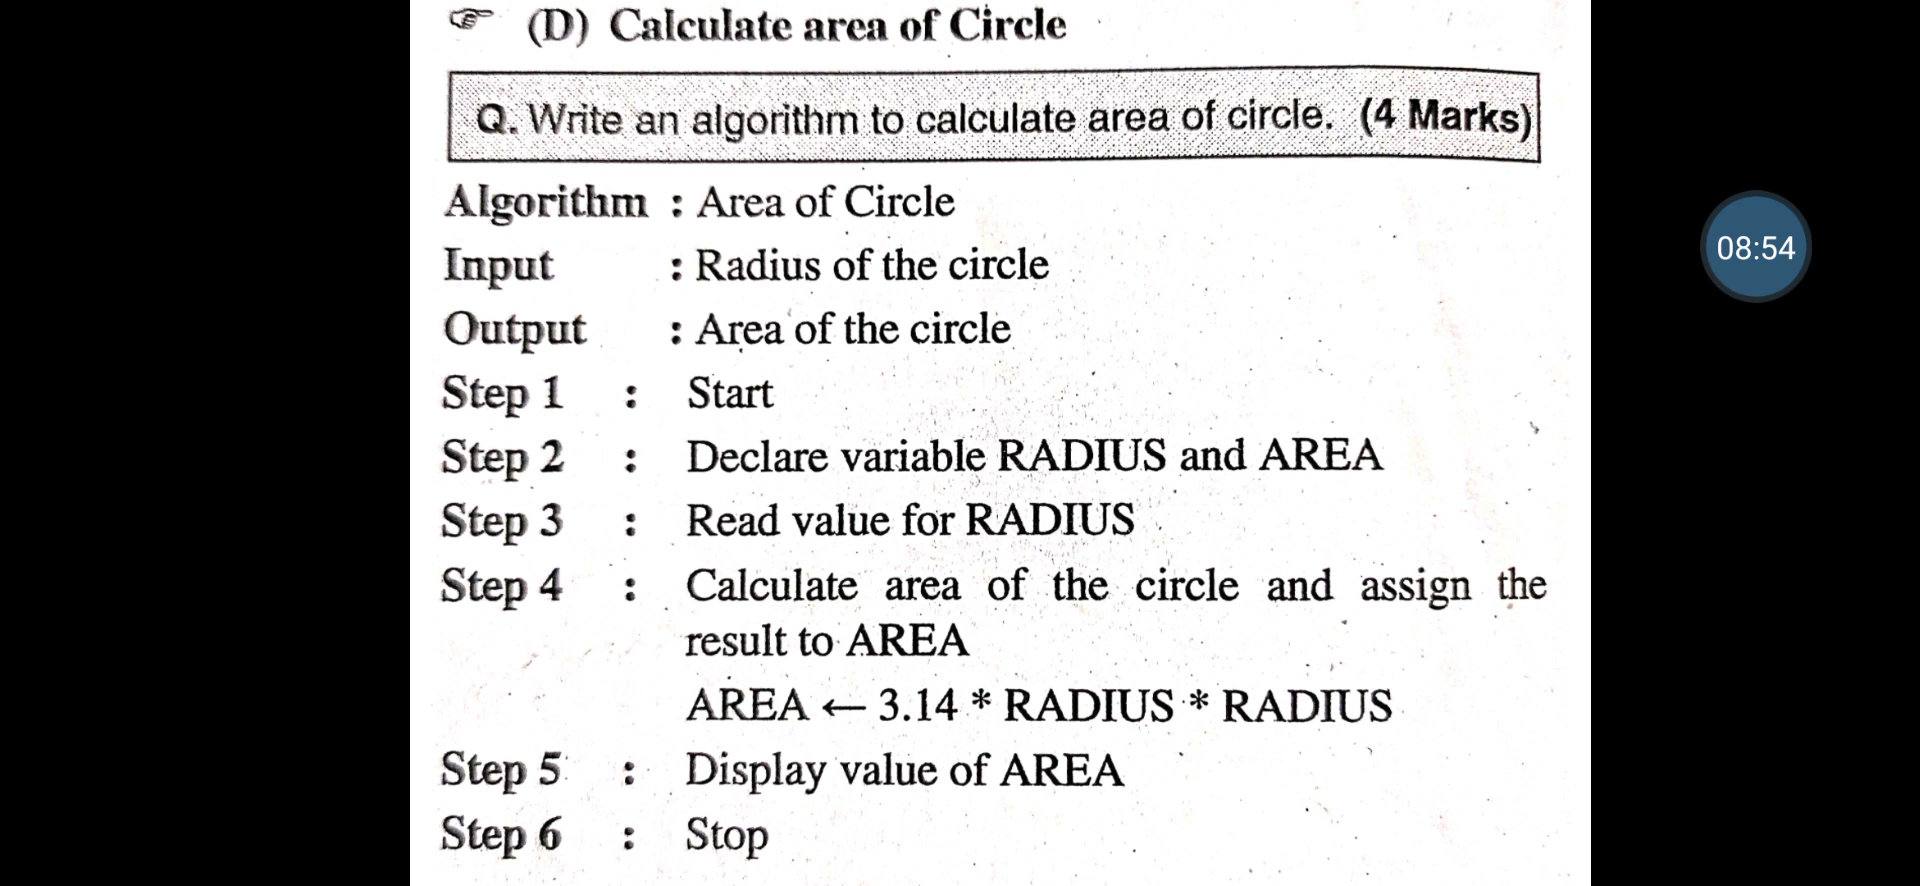 ☞ (D) Calculate area of Circle
Q. Write an algorithm to calculate area of circle. (4 Marks)
Algorithm : Area of Circle
Input : Radius of the circle
Output : Area of the circle
Step 1 : Start
Step 2 : Declare variable RADIUS and AREA
Step 3 : Read value for RADIUS
Step 4 : Calculate area of the circle and assign the
result to AREA
AREA ← 3.14 * RADIUS * RADIUS
Step 5 : Display value of AREA
Step 6 : Stop
08:54